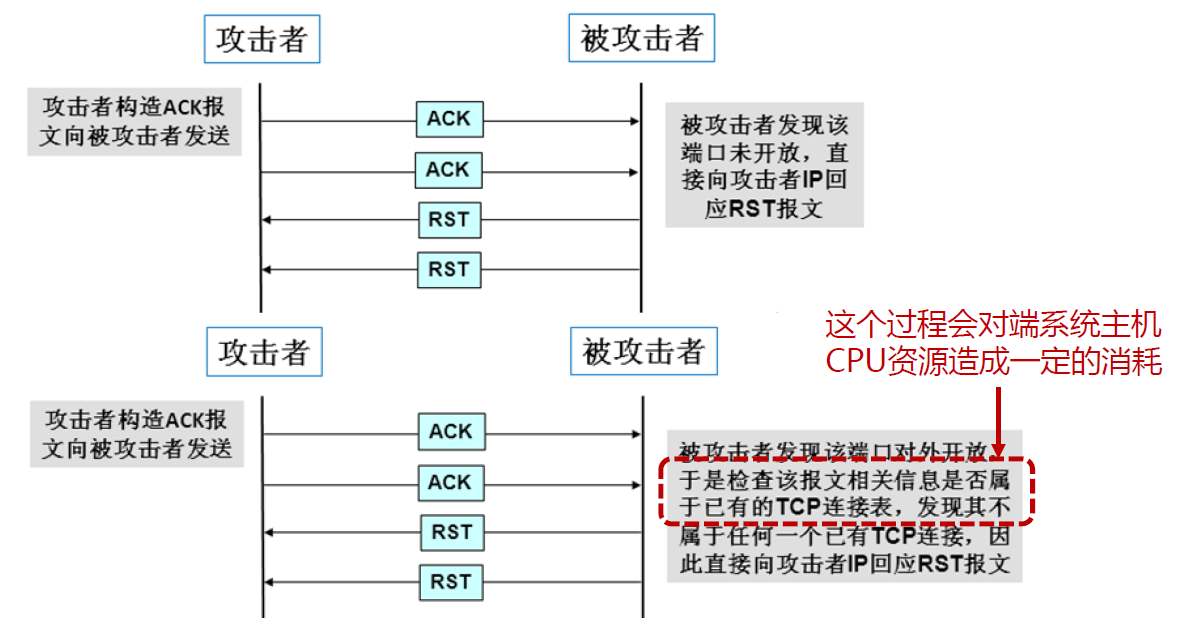 攻击者
被攻击者
攻击者构造ACK报
文向被攻击者发送
ACK
ACK
RST
RST
被攻击者发现该
端口未开放，直
接向攻击者IP回
应RST报文
这个过程会对端系统主机
CPU资源造成一定的消耗
攻击者
被攻击者
攻击者构造ACK报
文向被攻击者发送
ACK
ACK
RST
RST
被攻击者发现该端口对外开放，
于是检查该报文相关信息是否属
于已有的TCP连接表，发现其不
属于任何一个已有TCP连接，因
此直接向攻击者IP回应RST报文